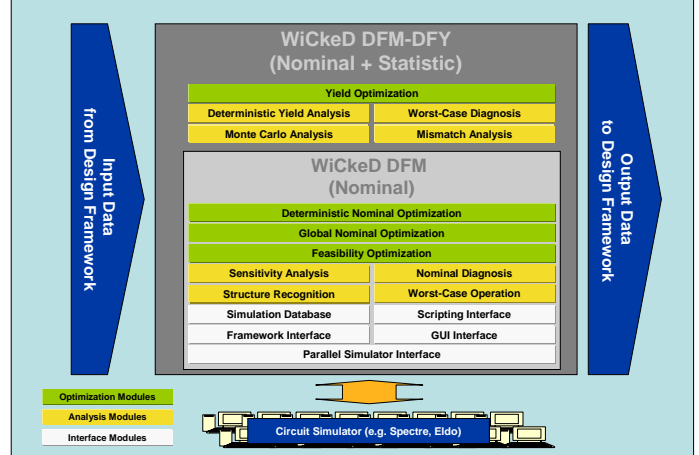 WiCkeD DFM-DFY
(Nominal + Statistic)
Yield Optimization
Deterministic Yield Analysis
Worst-Case Diagnosis
Monte Carlo Analysis
Mismatch Analysis
WiCkeD DFM
(Nominal)
Deterministic Nominal Optimization
Global Nominal Optimization
Feasibility Optimization
Sensitivity Analysis
Nominal Diagnosis
Structure Recognition
Worst-Case Operation
Simulation Database
Scripting Interface
Framework Interface
GUI Interface
Parallel Simulator Interface
Input Data
from Design Framework
Output Data
to Design Framework
Optimization Modules
Analysis Modules
Interface Modules
Circuit Simulator (e.g. Spectre, Eldo)